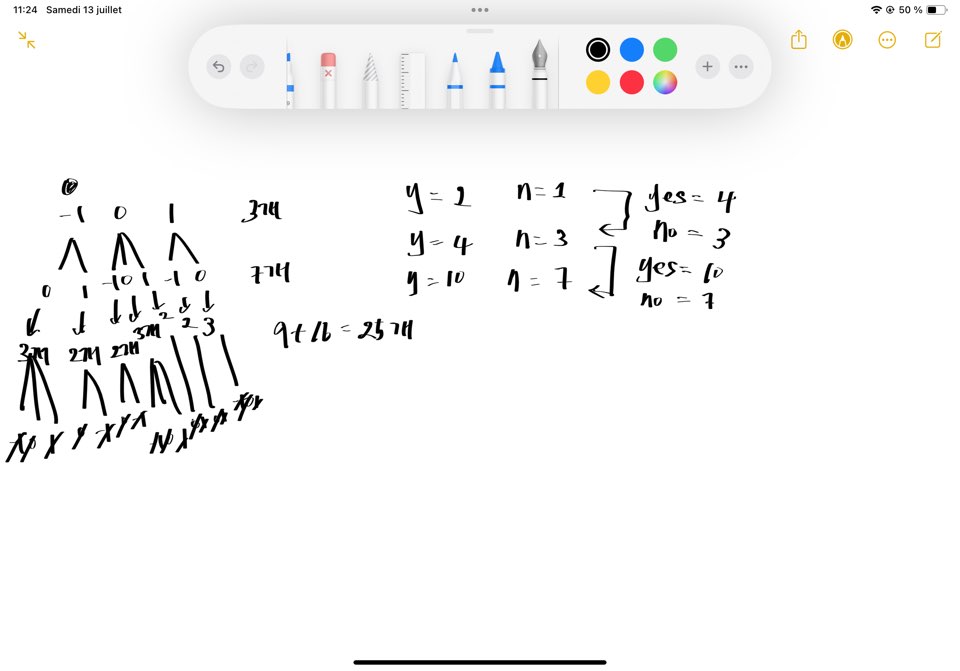 11:24 Samedi 13 juillet
50 %
-1 0 1 3개
0 1 -1 0 1 -1 0 7개
3개 2개 2개 3개 2 2 3
9+16=25개
y=2 n=1
y=4 n=3
y=10 n=7
yes=4
no=3
yes=10
no=7